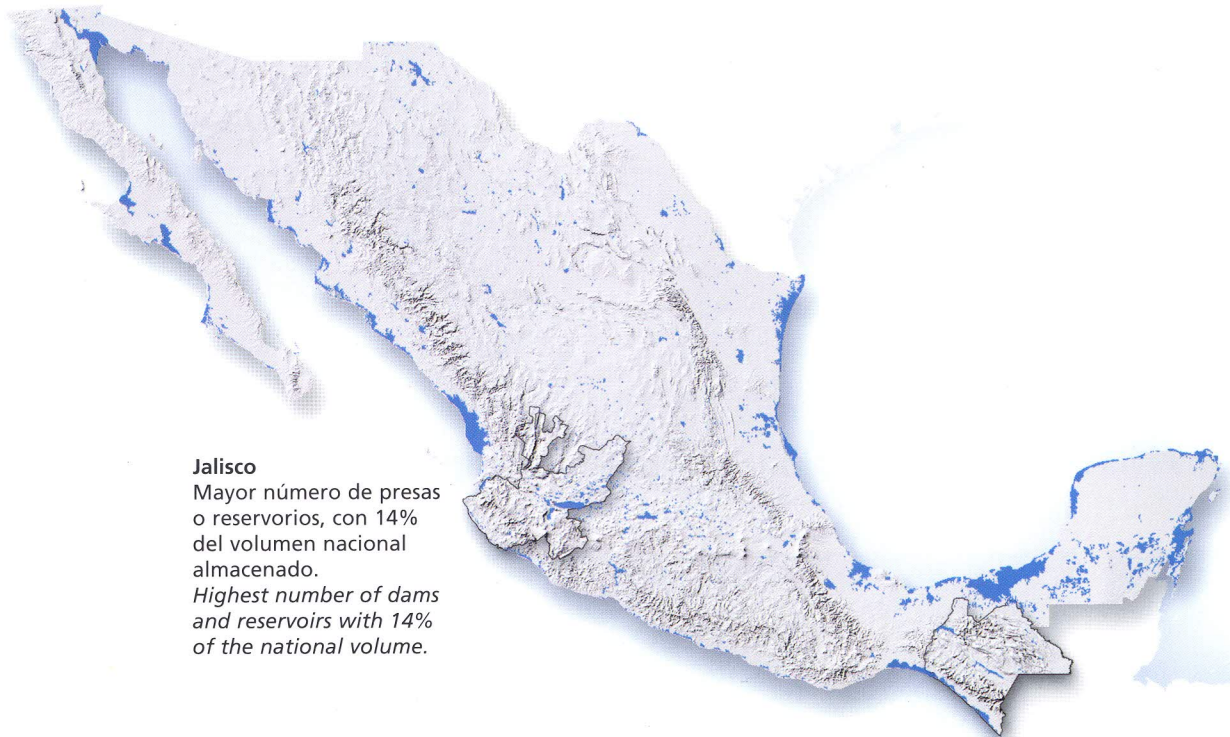 Jalisco
Mayor número de presas
o reservorios, con 14%
del volumen nacional
almacenado.
Highest number of dams
and reservoirs with 14%
of the national volume.